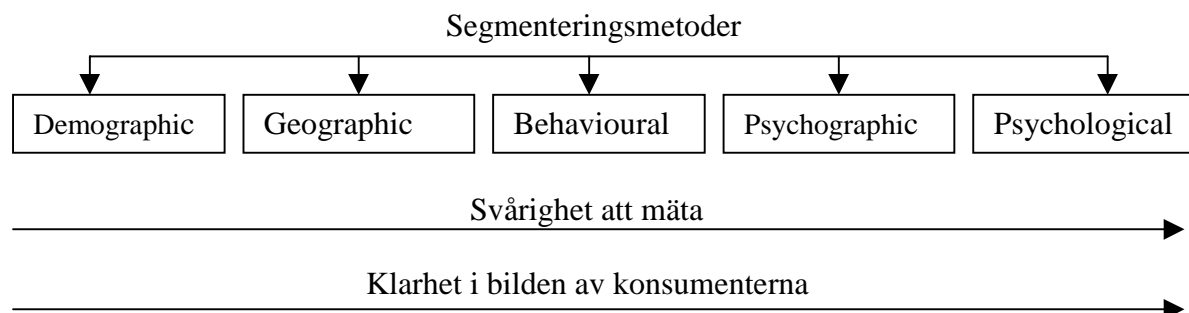 Segmenteringsmetoder
Demographic Geographic Behavioural Psychographic Psychological
Svårighet att mäta
Klarhet i bilden av konsumenterna